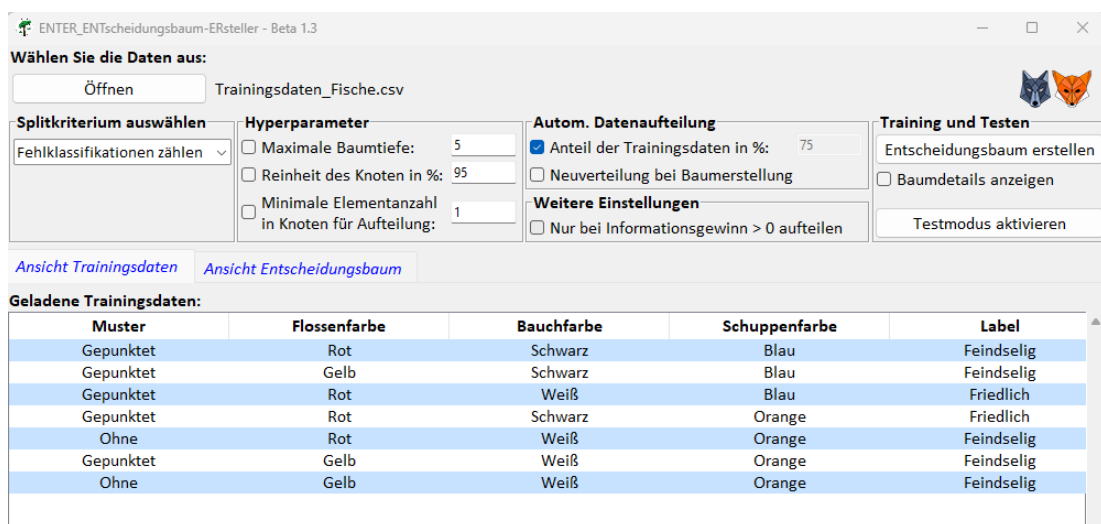 ENTER_ENTscheidungsbaum-ERsteller - Beta 1.3
Wählen Sie die Daten aus:
Öffnen Trainingsdaten_Fische.csv
Splitkriterium auswählen
Fehlklassifikationen zählen
Hyperparameter
Maximale Baumtiefe: 5
Reinheit des Knoten in %: 95
Minimale Elementanzahl
in Knoten für Aufteilung: 1
Autom. Datenaufteilung
Anteil der Trainingsdaten in %: 75
Neuverteilung bei Baumerstellung
Weitere Einstellungen
Nur bei Informationsgewinn > 0 aufteilen
Training und Testen
Entscheidungsbaum erstellen
Baumdetails anzeigen
Testmodus aktivieren
Ansicht Trainingsdaten Ansicht Entscheidungsbaum
Geladene Trainingsdaten:
Muster Flossenfarbe Bauchfarbe Schuppenfarbe Label
Gepunktet Rot Schwarz Blau Feindselig
Gepunktet Gelb Schwarz Blau Feindselig
Gepunktet Rot Weiß Blau Friedlich
Gepunktet Rot Schwarz Orange Friedlich
Ohne Rot Weiß Orange Feindselig
Gepunktet Gelb Weiß Orange Feindselig
Ohne Gelb Weiß Orange Feindselig